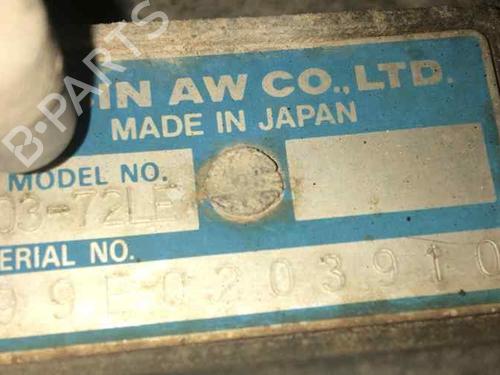 B-PARTS
IN AW CO., LTD.
MADE IN JAPAN
MODEL NO.
03-72LE
ERIAL NO.
99E0203910